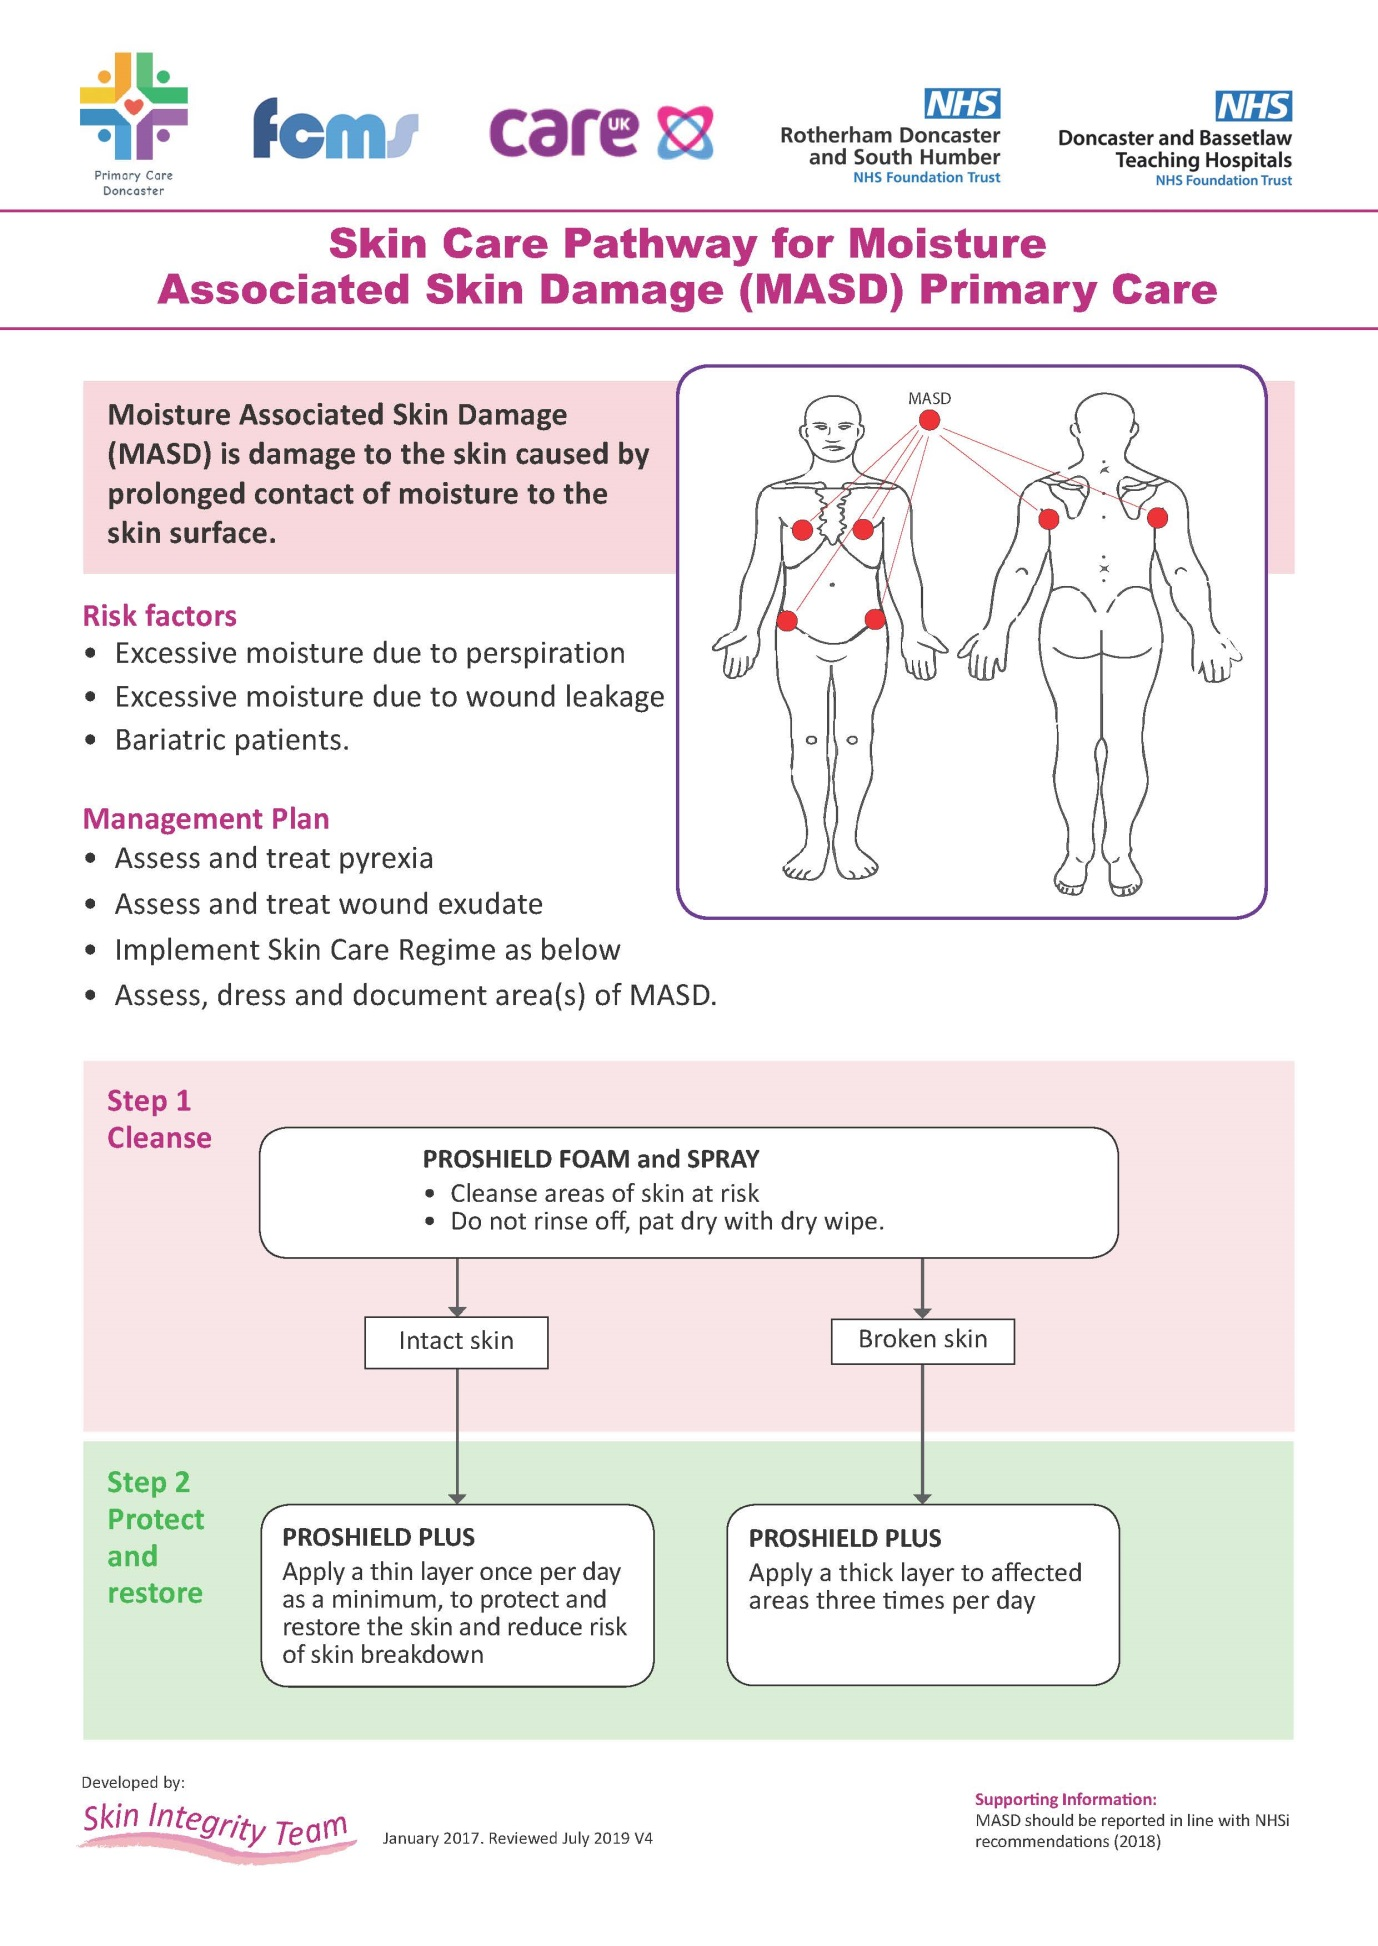 Primary Care
Doncaster
fcms
care UK
NHS
Rotherham Doncaster
and South Humber
NHS Foundation Trust
NHS
Doncaster and Bassetlaw
Teaching Hospitals
NHS Foundation Trust
Skin Care Pathway for Moisture
Associated Skin Damage (MASD) Primary Care
Moisture Associated Skin Damage
(MASD) is damage to the skin caused by
prolonged contact of moisture to the
skin surface.
MASD
Risk factors
• Excessive moisture due to perspiration
• Excessive moisture due to wound leakage
• Bariatric patients.
Management Plan
• Assess and treat pyrexia
• Assess and treat wound exudate
• Implement Skin Care Regime as below
• Assess, dress and document area(s) of MASD.
Step 1
Cleanse
PROSHIELD FOAM and SPRAY
• Cleanse areas of skin at risk
• Do not rinse off, pat dry with dry wipe.
Intact skin
Broken skin
Step 2
Protect
and
restore
PROSHIELD PLUS
Apply a thin layer once per day
as a minimum, to protect and
restore the skin and reduce risk
of skin breakdown
PROSHIELD PLUS
Apply a thick layer to affected
areas three times per day
Developed by:
Skin Integrity Team
January 2017. Reviewed July 2019 V4
Supporting Information:
MASD should be reported in line with NHSi
recommendations (2018)